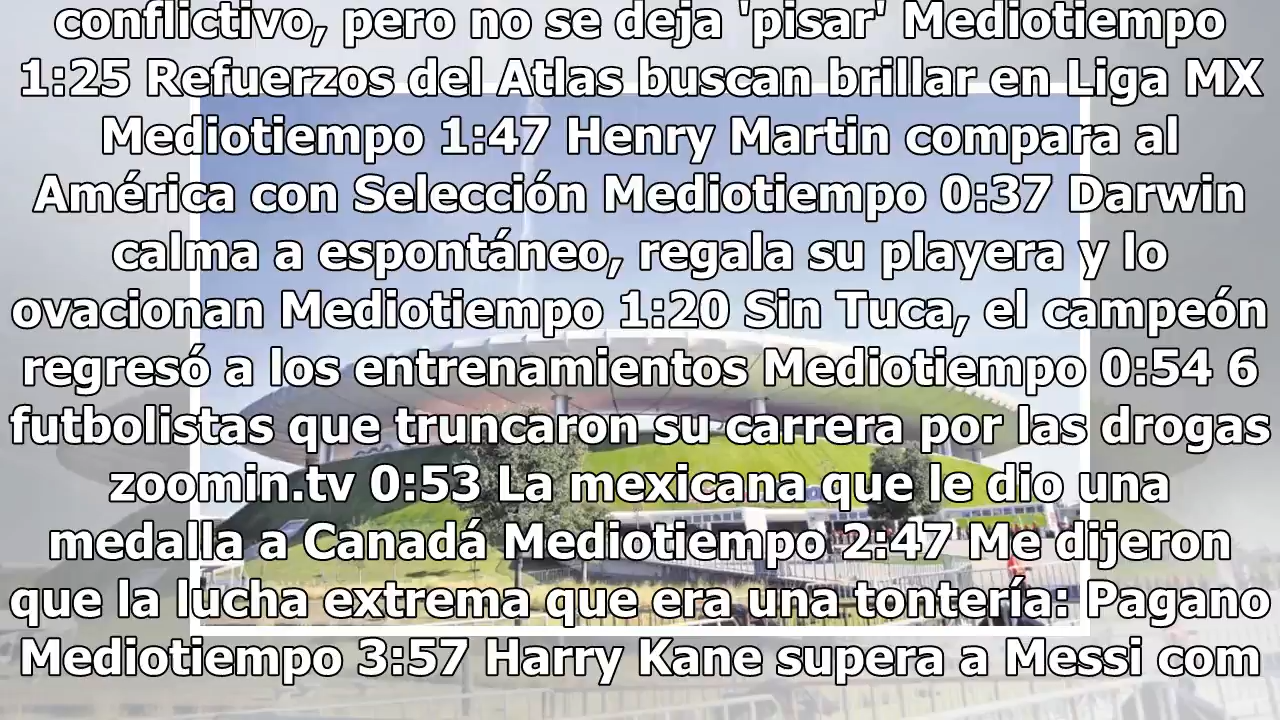 conflictivo, pero no se deja 'pisar' Mediotiempo
1:25 Refuerzos del Atlas buscan brillar en Liga MX
Mediotiempo 1:47 Henry Martin compara al
América con Selección Mediotiempo 0:37 Darwin
calma a espontáneo, regala su playera y lo
ovacionan Mediotiempo 1:20 Sin Tuca, el campeón
regresó a los entrenamientos Mediotiempo 0:54 6
futbolistas que truncaron su carrera por las drogas
zoomin.tv 0:53 La mexicana que le dio una
medalla a Canadá Mediotiempo 2:47 Me dijeron
que la lucha extrema que era una tontería: Pagano
Mediotiempo 3:57 Harry Kane supera a Messi com